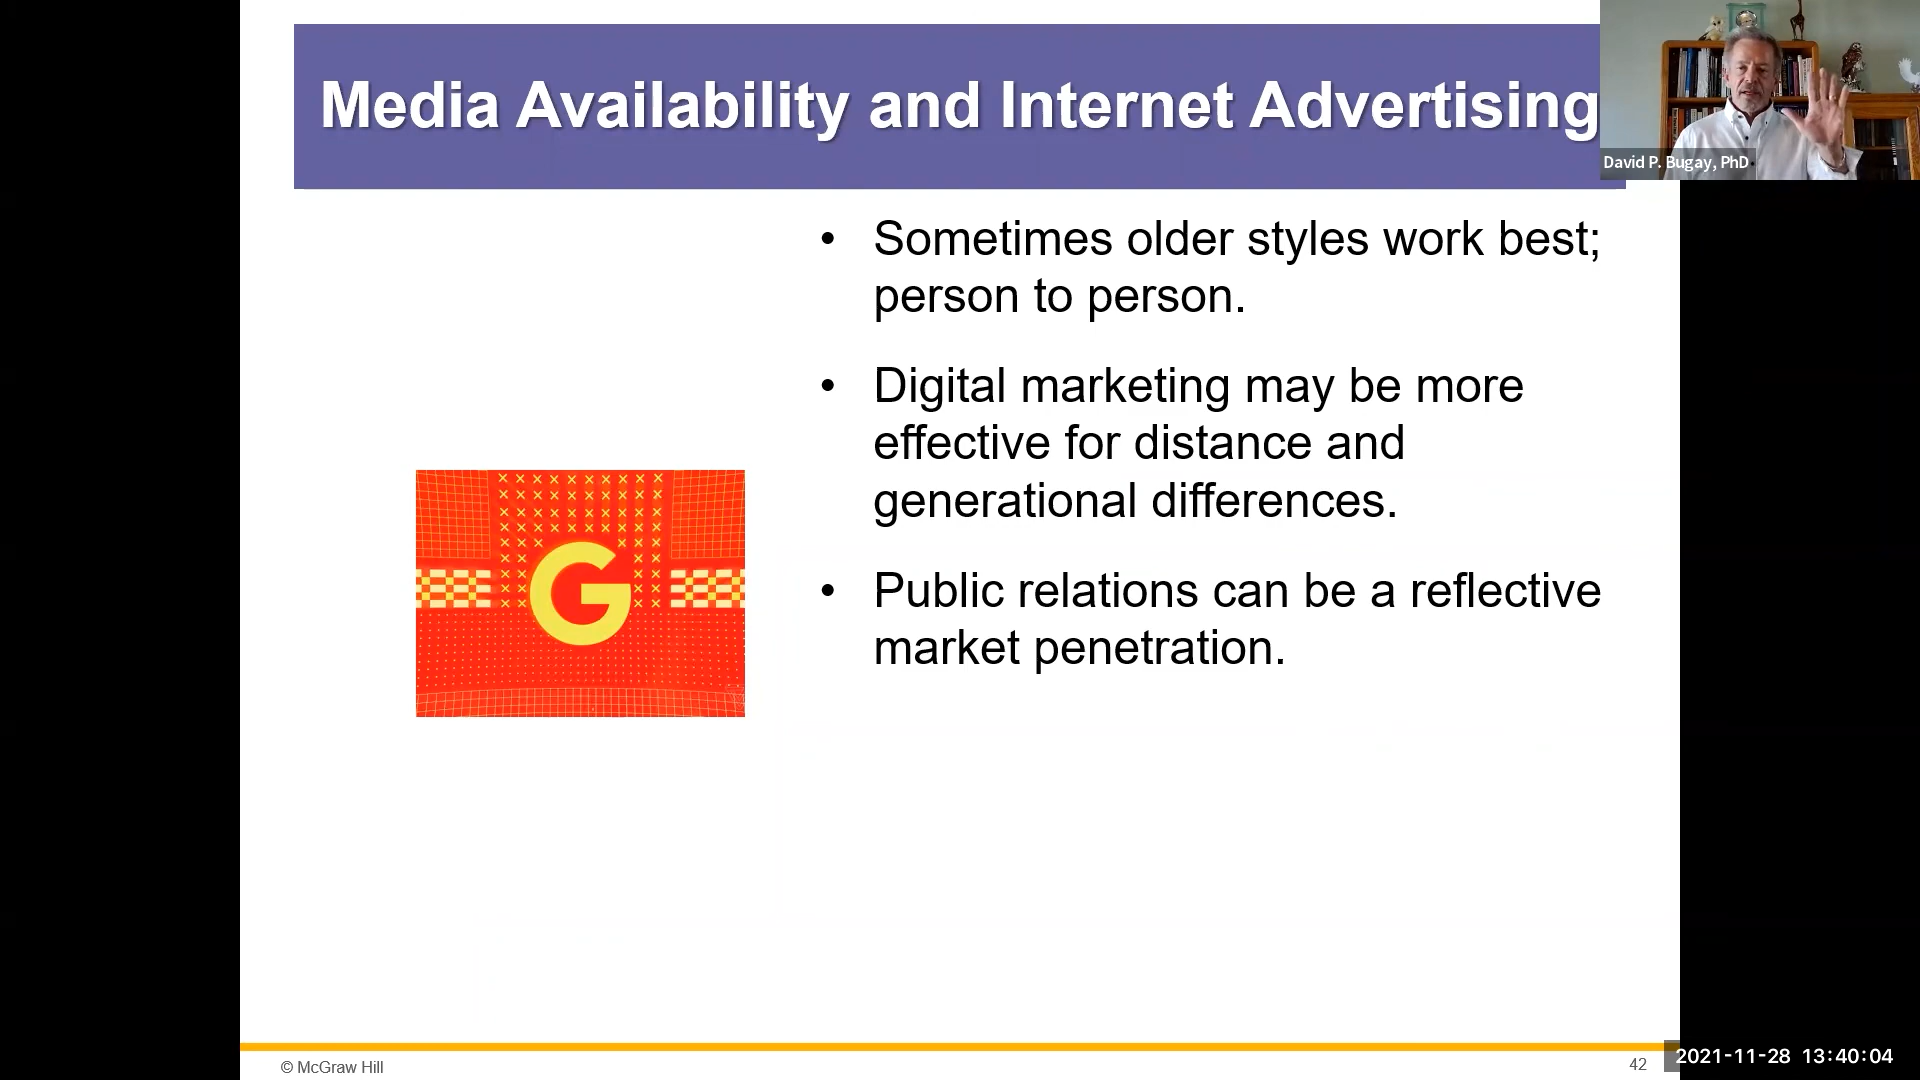 Media Availability and Internet Advertising
David P. Bugay, PhD
• Sometimes older styles work best;
person to person.
• Digital marketing may be more
effective for distance and
generational differences.
• Public relations can be a reflective
market penetration.
G
© McGraw Hill
42
2021-11-28 13:40:04